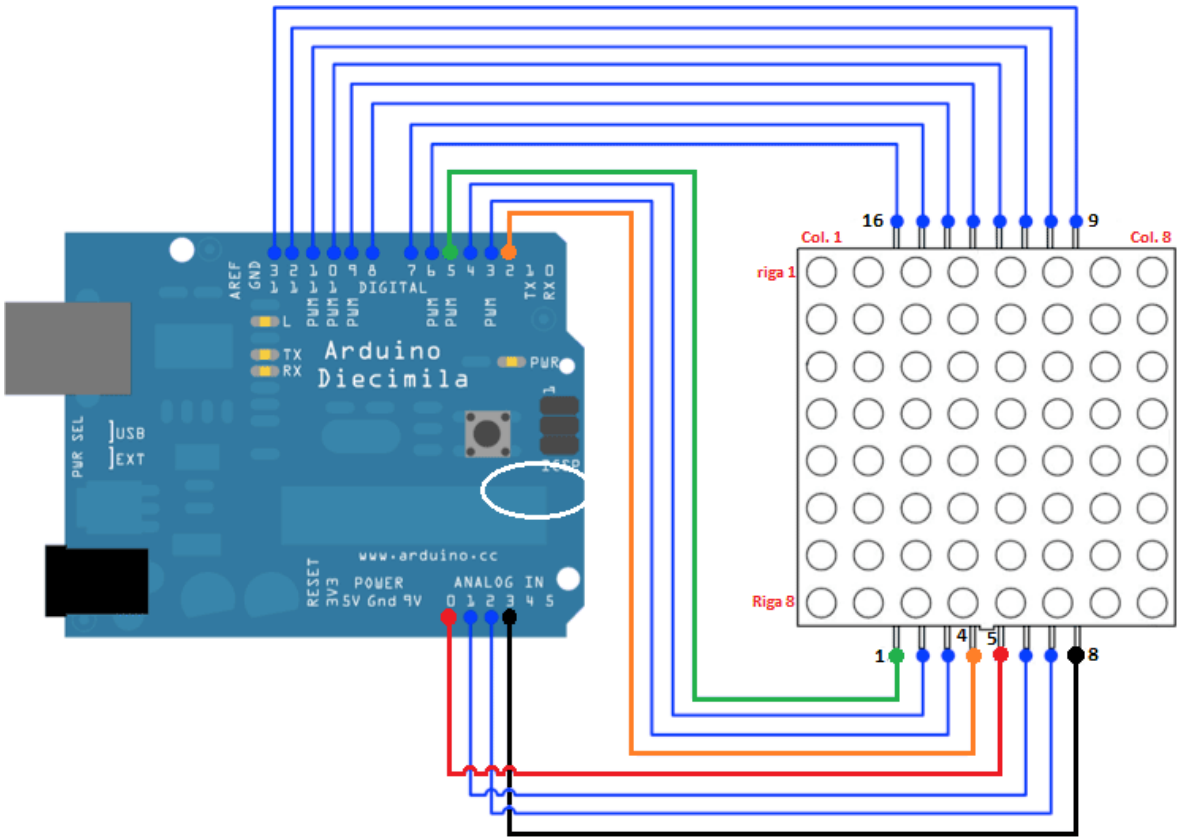 16
9
Col. 1
Col. 8
riga 1
AREF
GND
13
12
11
10
9
8
7
6
5
4
3
2
1
0
DIGITAL
PWM
PWM
PWM
PWM
PWM
PWM
TX
RX
L
TX
RX
Arduino
Diecimila
PWR
1
PWR SEL
USB
EXT
ICSP
www.arduino.cc
RESET
3V3
POWER
ANALOG IN
5V Gnd 9V
0 1 2 3 4 5
Riga 8
4
5
1
8